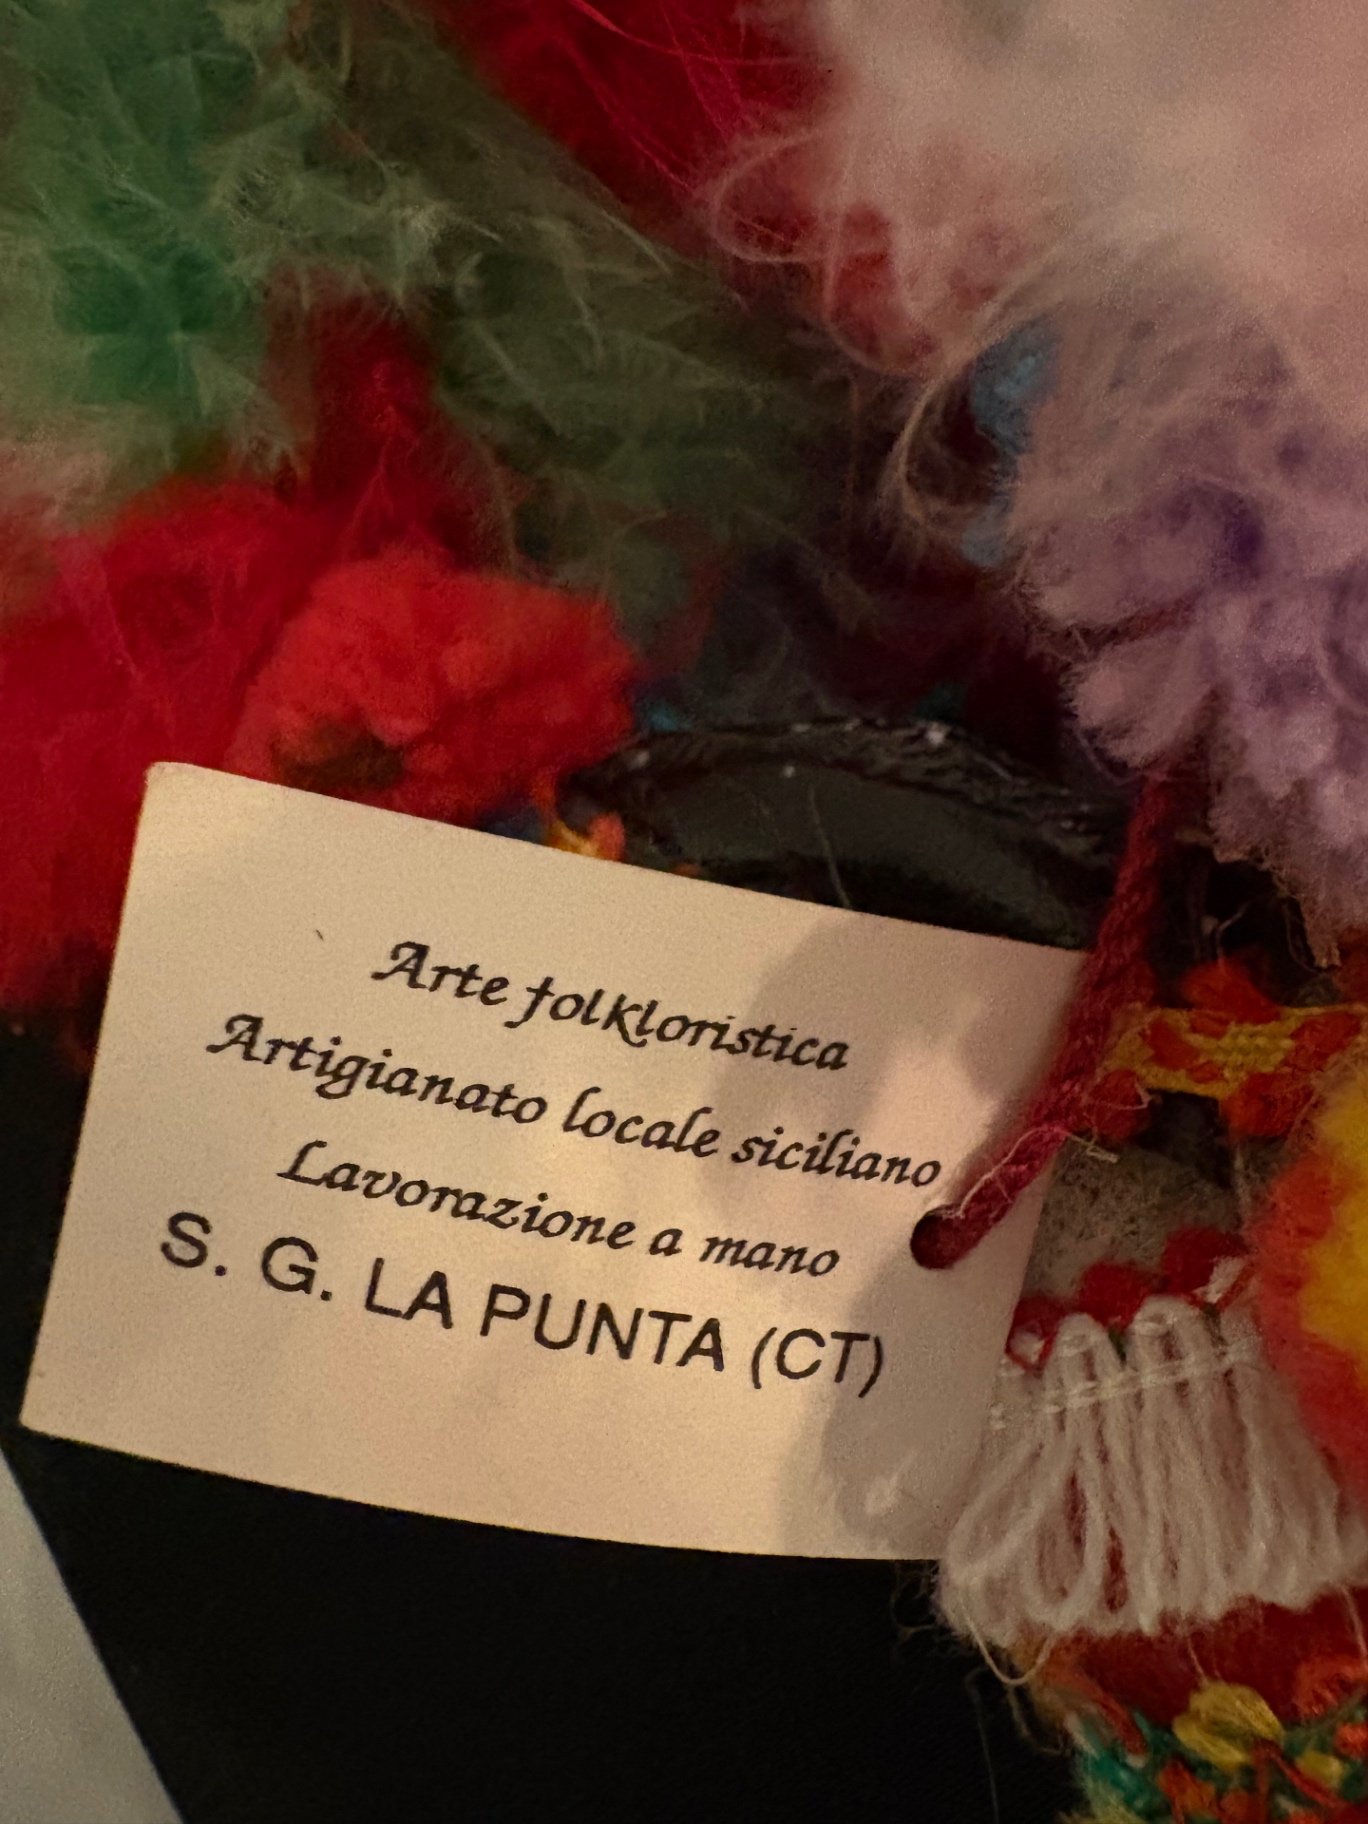 Arte folkloristica
Artigianato locale siciliano
Lavorazione a mano
S. G. LA PUNTA (CT)